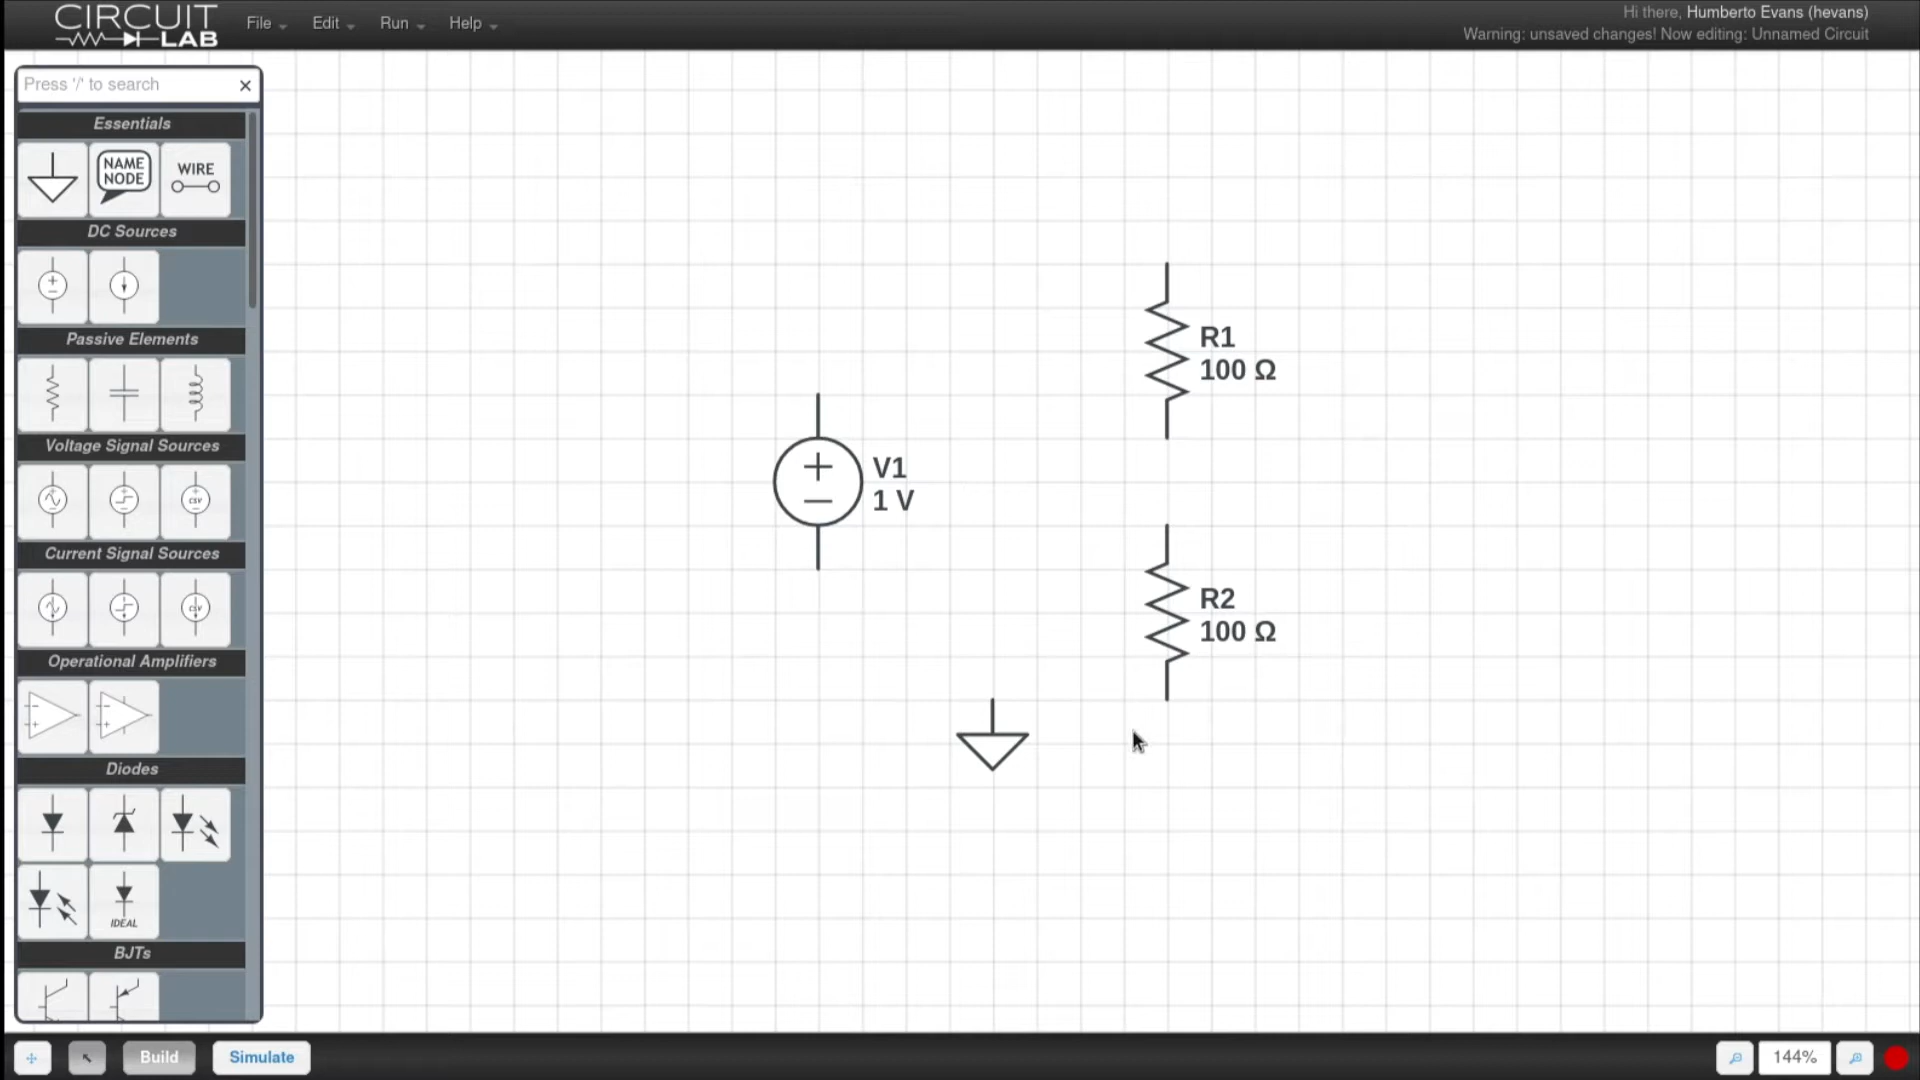 CIRCUIT
LAB
File
Edit
Run
Help
Hi there, Humberto Evans (hevans)
Warning: unsaved changes! Now editing: Unnamed Circuit
Press '/' to search
Essentials
NAME
NODE
WIRE
DC Sources
Passive Elements
Voltage Signal Sources
CSV
Current Signal Sources
CSV
Operational Amplifiers
Diodes
IDEAL
BJTs
V1
1 V
R1
100 Ω
R2
100 Ω
Build
Simulate
144%